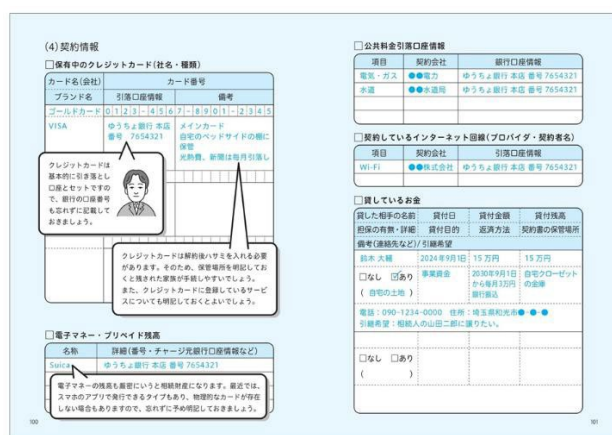 (4)契約情報
□保有中のクレジットカード(社名・種類)
カード名(会社) カード番号
ブランド名 引落口座情報 備考
ゴールドカード 0123-4567-8901-2345
VISA ゆうちょ銀行 本店 番号 7654321
メインカード
自宅のベッドサイドの棚に
保管
光熱費、新聞は毎月引落し
クレジットカードは
基本的に引き落とし
口座とセットですの
で、銀行の口座番号
も忘れずに記載して
おきましょう。
クレジットカードは解約後ハサミを入れる必要
があります。そのため、保管場所を明記してお
くと残された家族が手続しやすいでしょう。
また、クレジットカードに登録しているサービ
スについても明記しておくとよいでしょう。
□電子マネー・プリペイド残高
名称 詳細(番号・チャージ元銀行口座情報など)
Suica ゆうちょ銀行 本店 番号 7654321
電子マネーの残高も厳密にいうと相続財産になります。最近では、
スマホのアプリで発行できるタイプもあり、物理的なカードが存在
しない場合もありますので、忘れずに予め明記しておきましょう。
100
□公共料金引落口座情報
項目 契約会社 銀行口座情報
電気・ガス ●●電力 ゆうちょ銀行 本店 番号 7654321
水道 ●●水道局 ゆうちょ銀行 本店 番号 7654321
□契約しているインターネット回線(プロバイダ・契約者名)
項目 契約会社 引落口座情報
Wi-Fi ●●株式会社 ゆうちょ銀行 本店 番号 7654321
□貸しているお金
貸した相手の名前 貸付日 貸付金額 貸付残高
担保の有無・詳細 貸付目的 返済方法 契約書の保管場所
備考(連絡先など)/引継希望
鈴木 大輔 2024年9月1日 15万円 15万円
□なし ☑あり
(自宅の土地)
事業資金
2030年9月1日
から毎月3万円
銀行振込
自宅クローゼット
の金庫
電話:090-1234-0000 住所:埼玉県和光市●-●-●
引継希望:相続人の山田二郎に譲りたい。
□なし □あり
( )
101